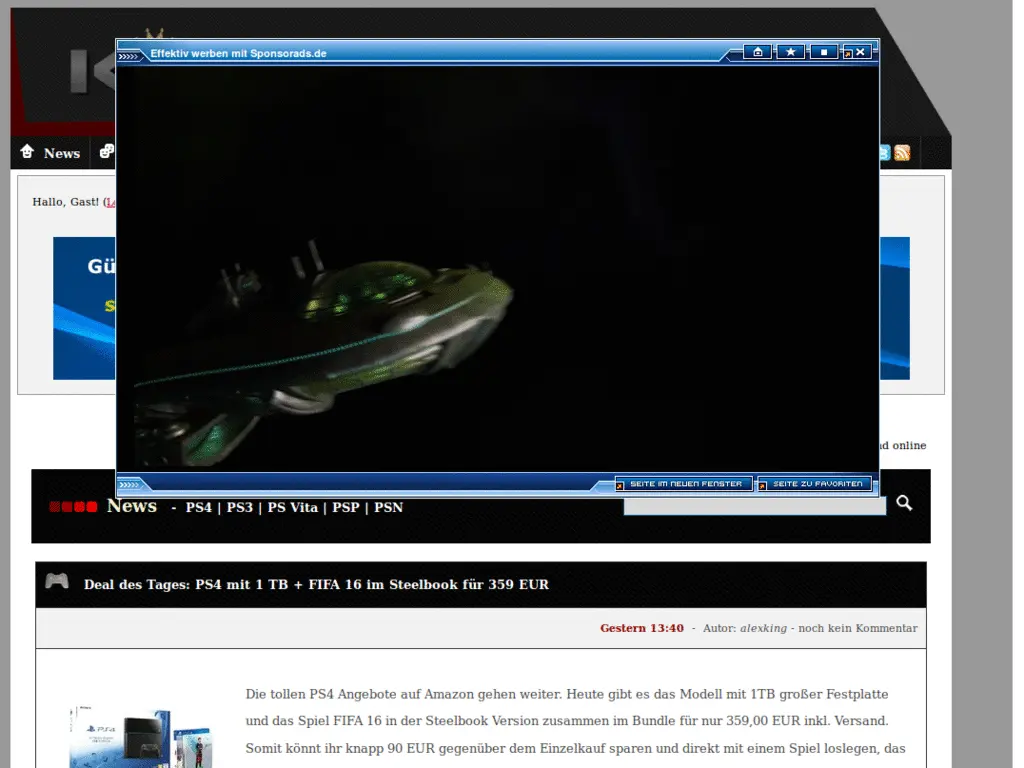 Effektiv werben mit Sponsorads.de
News
Hallo, Gast! (
Gü
nd online
SEITE IM NEUEN FENSTER
SEITE ZU FAVORITEN
News - PS4 | PS3 | PS Vita | PSP | PSN
Deal des Tages: PS4 mit 1 TB + FIFA 16 im Steelbook für 359 EUR
Gestern 13:40 - Autor: alexking - noch kein Kommentar
Die tollen PS4 Angebote auf Amazon gehen weiter. Heute gibt es das Modell mit 1TB großer Festplatte
und das Spiel FIFA 16 in der Steelbook Version zusammen im Bundle für nur 359,00 EUR inkl. Versand.
Somit könnt ihr knapp 90 EUR gegenüber dem Einzelkauf sparen und direkt mit einem Spiel loslegen, das